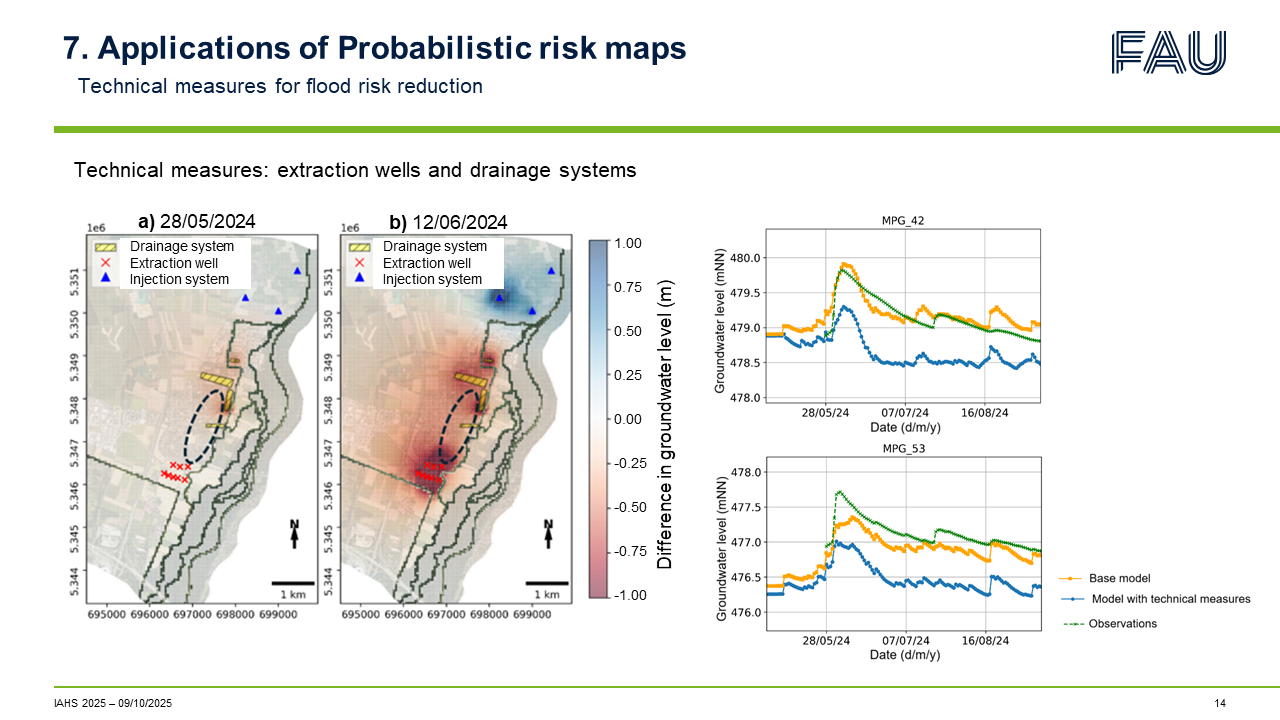 7. Applications of Probabilistic risk maps
FAU
Technical measures for flood risk reduction
Technical measures: extraction wells and drainage systems
a) 28/05/2024
1e6
Drainage system
Extraction well
Injection system
5.351
5.350
5.349
5.348
5.347
5.346
5.345
5.344
N
1 km
695000 696000 697000 698000 699000
b) 12/06/2024
1e6
Drainage system
Extraction well
Injection system
5.351
5.350
5.349
5.348
5.347
5.346
5.345
5.344
N
1 km
695000 696000 697000 698000 699000
1.00
0.75
0.50
0.25
0.00
-0.25
-0.50
-0.75
-1.00
Difference in groundwater level (m)
MPG_42
Groundwater level (mNN)
480.0
479.5
479.0
478.5
478.0
28/05/24 07/07/24 16/08/24
Date (d/m/y)
MPG_53
Groundwater level (mNN)
478.0
477.5
477.0
476.5
476.0
28/05/24 07/07/24 16/08/24
Date (d/m/y)
Base model
Model with technical measures
Observations
IAHS 2025 – 09/10/2025
14